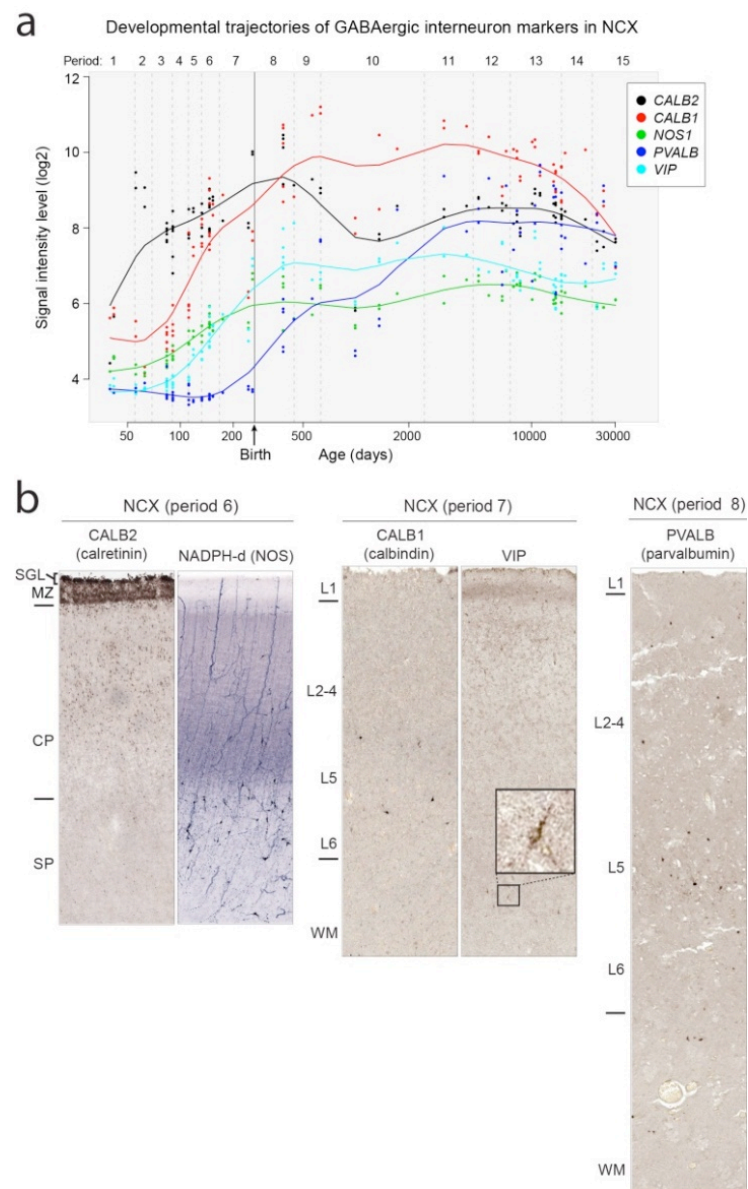 a
Developmental trajectories of GABAergic interneuron markers in NCX
Period: 1 2 3 4 5 6 7 8 9 10 11 12 13 14 15
Signal intensity level (log2)
12
10
8
6
4
CALB2
CALB1
NOS1
PVALB
VIP
50 100 200 500 2000 10000 30000
Birth
Age (days)
b
NCX (period 6)
CALB2
(calretinin)
NADPH-d (NOS)
SGL
MZ
CP
SP
NCX (period 7)
CALB1
(calbindin)
VIP
L1
L2-4
L5
L6
WM
NCX (period 8)
PVALB
(parvalbumin)
L1
L2-4
L5
L6
WM